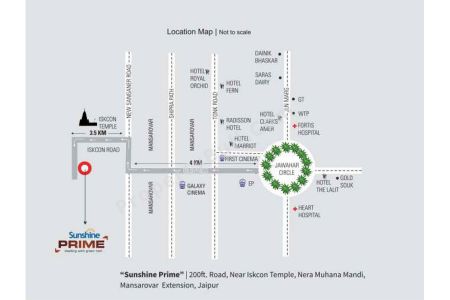 Location Map | Not to scale
DAINIK
BHASKAR
HOTEL
ROYAL
ORCHID
SARAS
DAIRY
HOTEL
FERN
NEW SANGANER ROAD
SHIPRA PATH
TONK ROAD
JLN MARG
GT
WTP
ISKCON
TEMPLE
RADISSON
HOTEL
HOTEL
CLARKS
AMER
FORTIS
HOSPITAL
3.5 KM
MANSAROVAR
MANSAROVAR
HOTEL
MARRIOT
ISKCON ROAD
4 KM
FIRST CINEMA
JAWAHAR
CIRCLE
HOTEL
THE LALIT
GOLD
SOUK
MANSAROVAR
GALAXY
CINEMA
EP
HEART
HOSPITAL
Sunshine
PRIME
“Sunshine Prime” | 200ft. Road, Near Iskcon Temple, Nera Muhana Mandi,
Mansarovar Extension, Jaipur